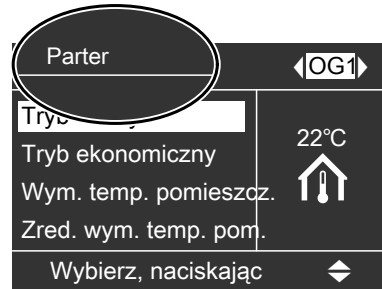 Parter
OG1
Tryb
Tryb ekonomiczny
22°C
Wym. temp. pomieszcz.
Zred. wym. temp. pom.
Wybierz, naciskając